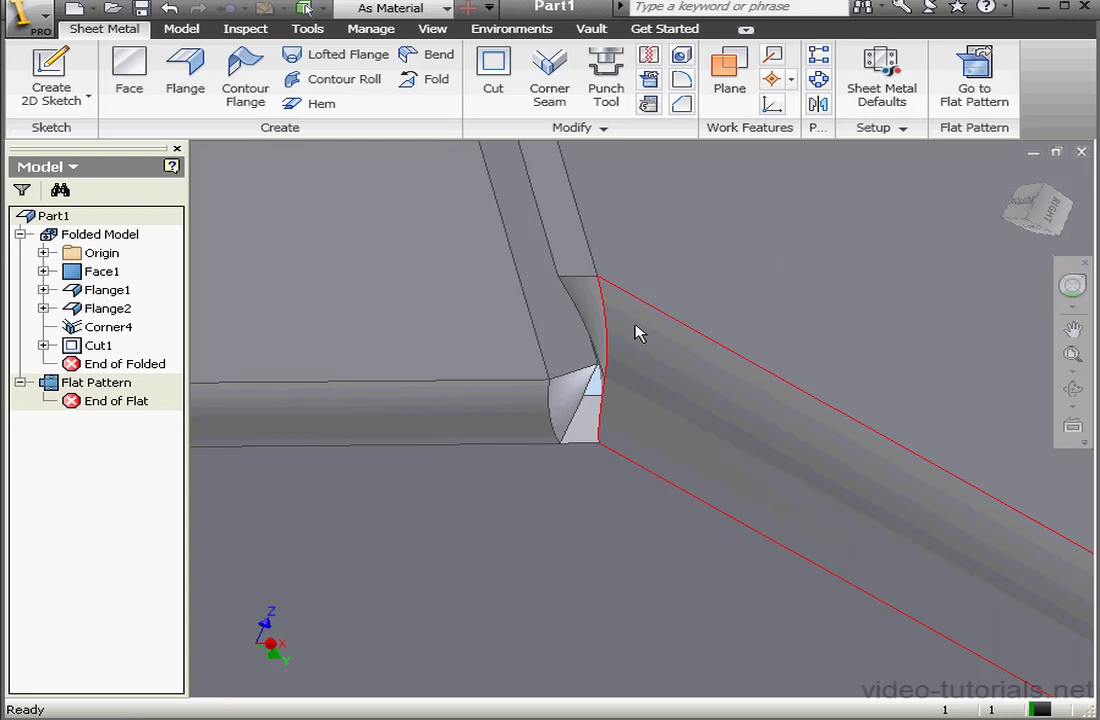 PRO
As Material
Part1
Type a keyword or phrase
Sheet Metal Model Inspect Tools Manage View Environments Vault Get Started
Create
2D Sketch
Face
Flange
Contour
Flange
Lofted Flange
Contour Roll
Hem
Bend
Fold
Cut
Corner
Seam
Punch
Tool
Plane
Sheet Metal
Defaults
Go to
Flat Pattern
Sketch Create Modify Work Features P... Setup Flat Pattern
Model
Part1
Folded Model
Origin
Face1
Flange1
Flange2
Corner4
Cut1
End of Folded
Flat Pattern
End of Flat
RIGHT
Z
X
Y
video-tutorials.net
Ready 1 1